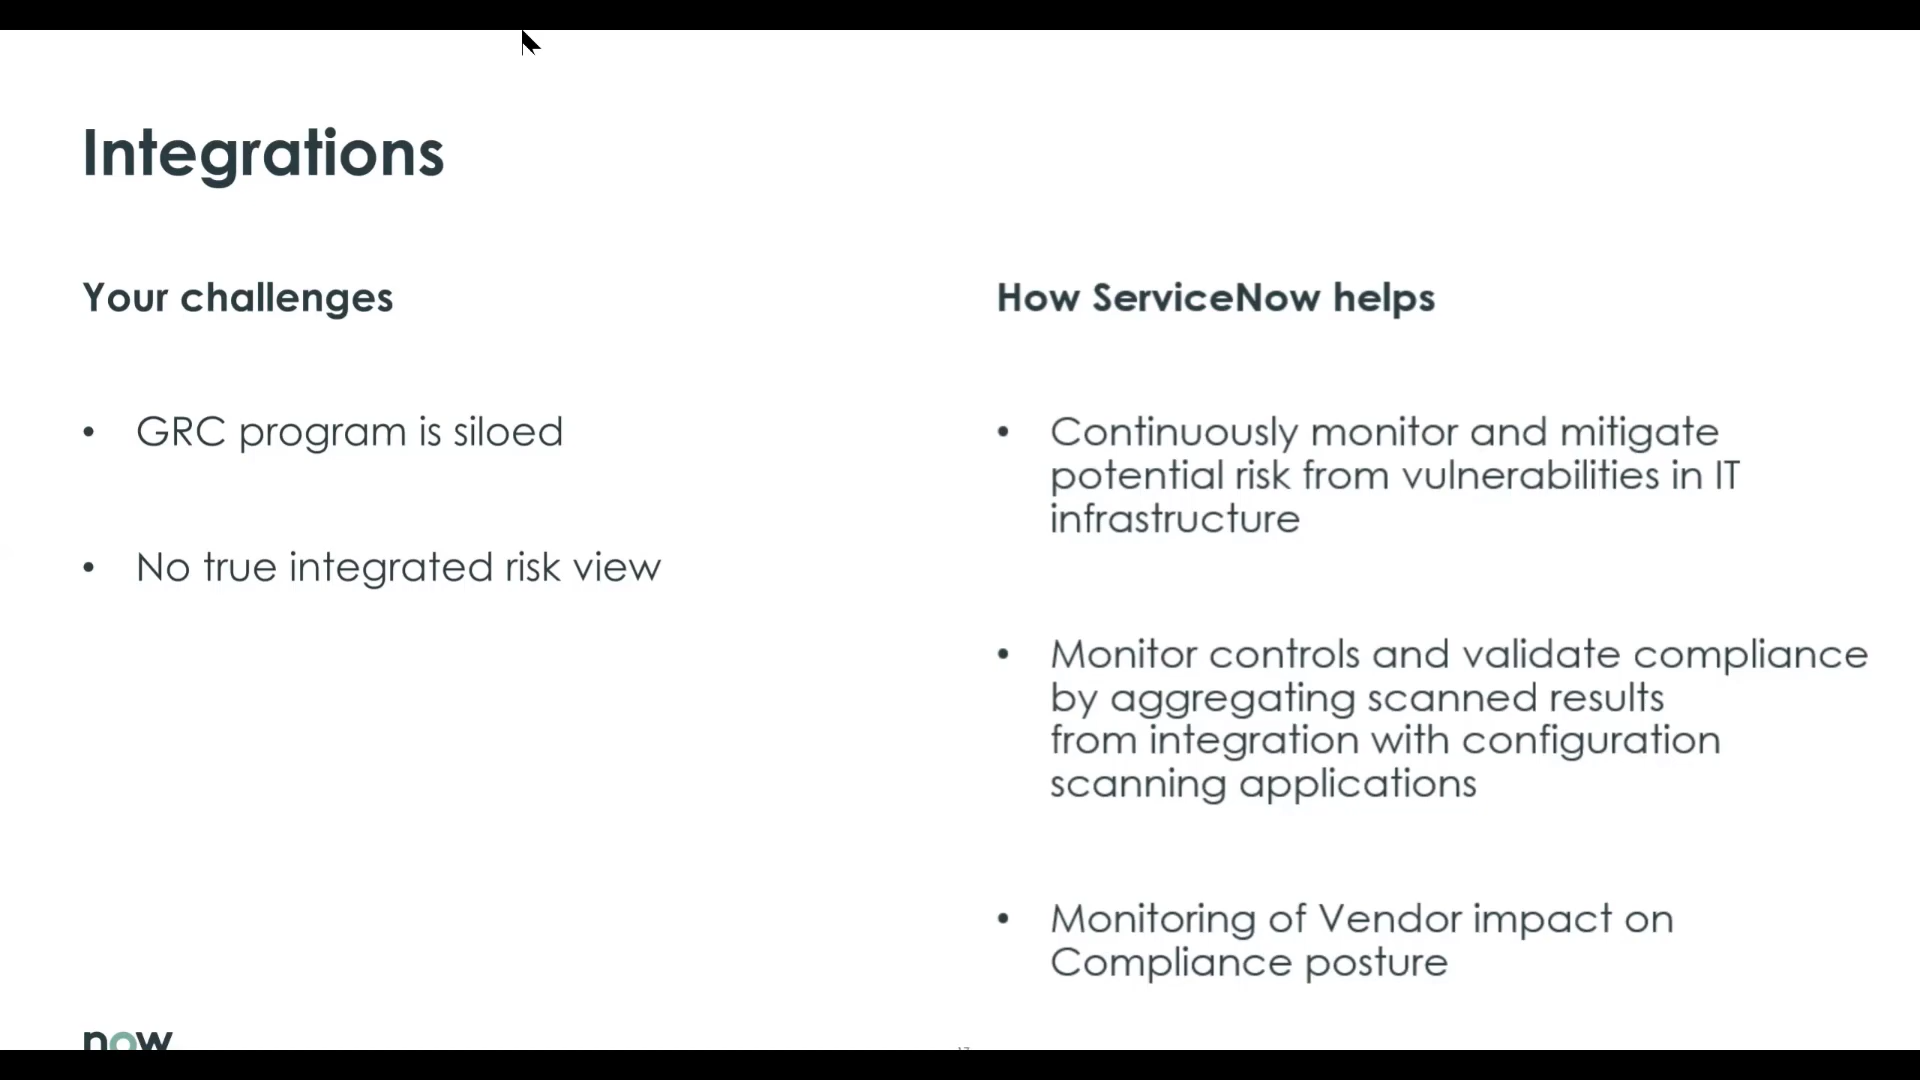 Integrations
Your challenges
• GRC program is siloed
• No true integrated risk view
How ServiceNow helps
• Continuously monitor and mitigate
potential risk from vulnerabilities in IT
infrastructure
• Monitor controls and validate compliance
by aggregating scanned results
from integration with configuration
scanning applications
• Monitoring of Vendor impact on
Compliance posture
now